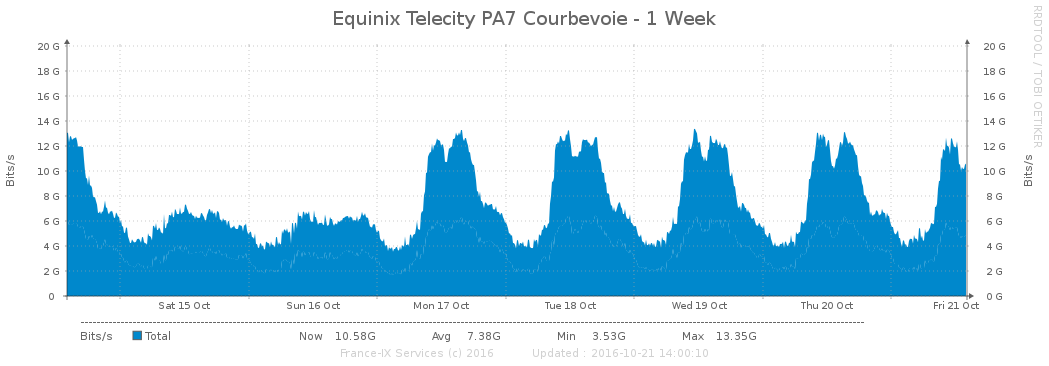 Equinix Telecity PA7 Courbevoie - 1 Week
RRDTOOL / TOBI OETIKER
Bits/s
20 G 20 G
18 G 18 G
16 G 16 G
14 G 14 G
12 G 12 G
10 G 10 G
8 G 8 G
6 G 6 G
4 G 4 G
2 G 2 G
0 0 G
Bits/s
Sat 15 Oct Sun 16 Oct Mon 17 Oct Tue 18 Oct Wed 19 Oct Thu 20 Oct Fri 21 Oct
Bits/s Total Now 10.58G Avg 7.38G Min 3.53G Max 13.35G
France-IX Services (c) 2016 Updated : 2016-10-21 14:00:10